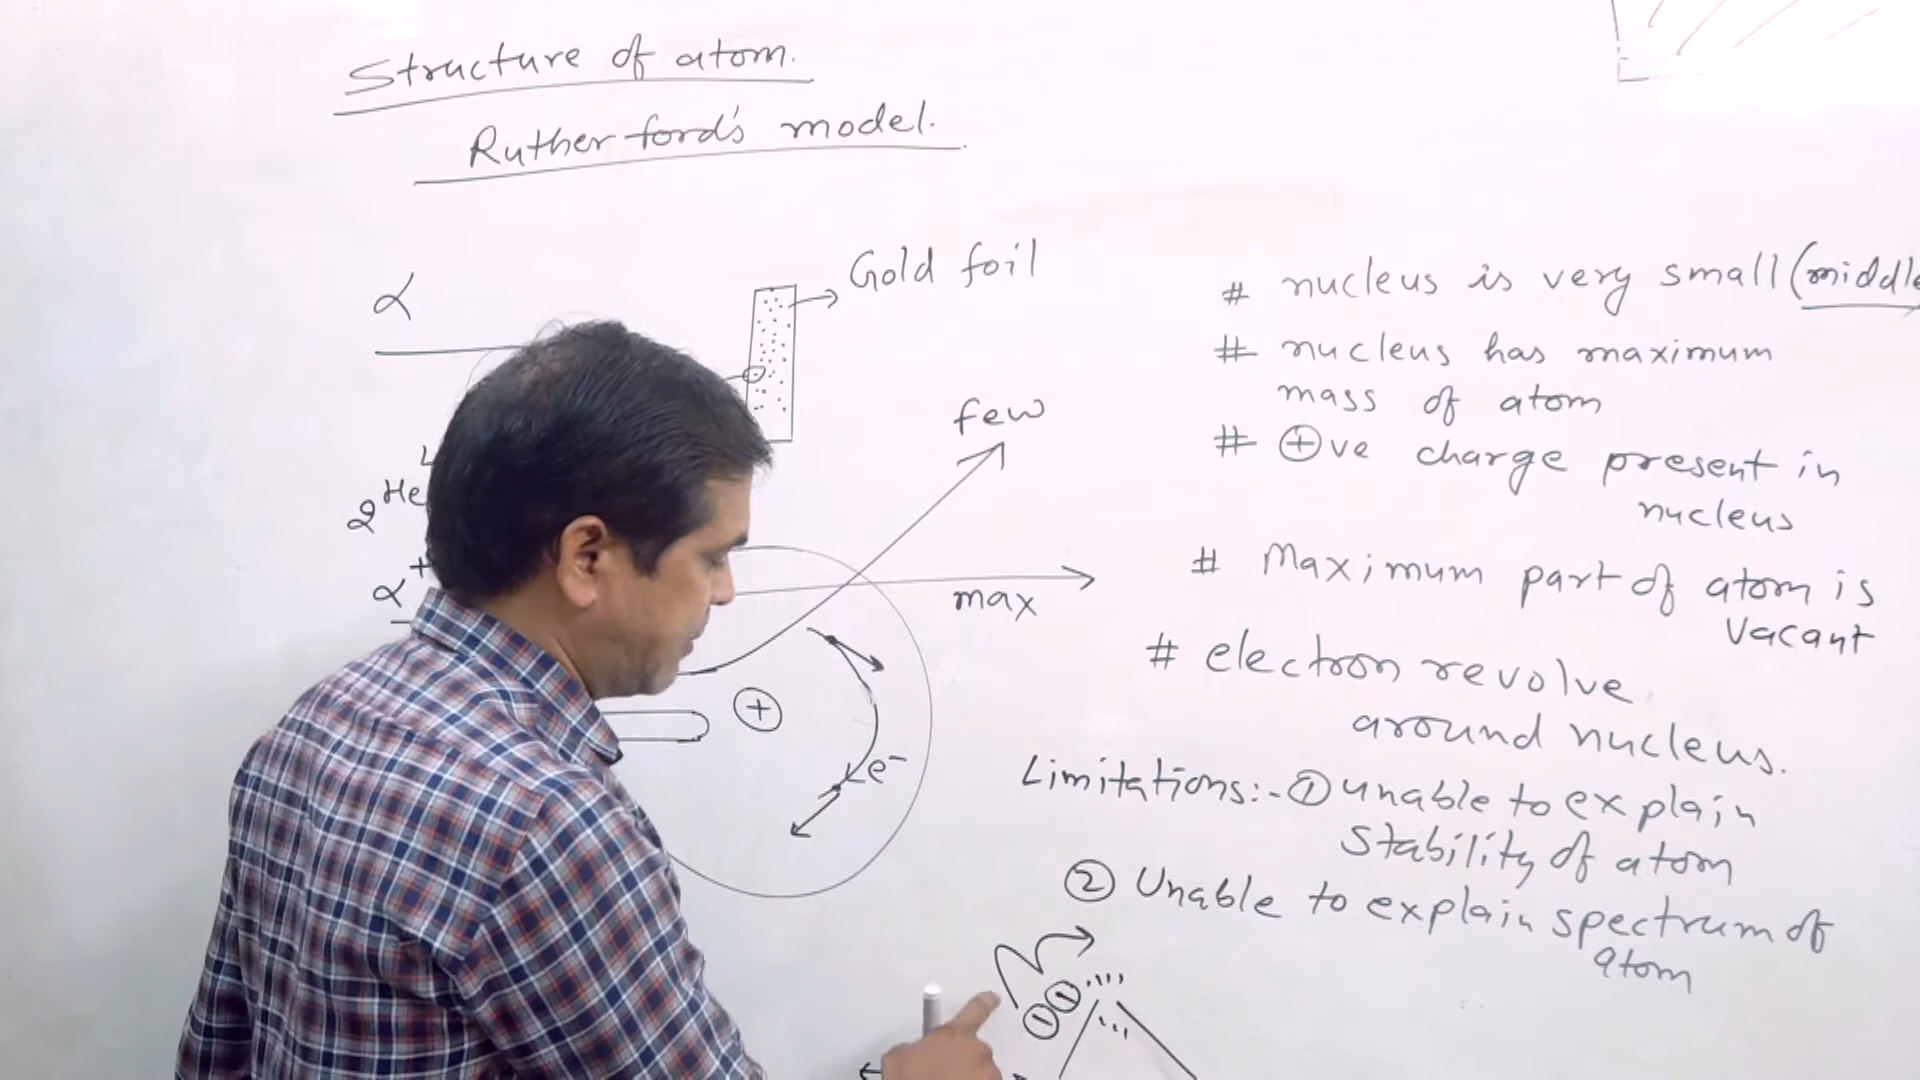 Structure of atom.
Rutherford's model.
α
Gold foil
few
2He
α+
max
+
e-
# nucleus is very small (middle
# nucleus has maximum
mass of atom
# ⊕ve charge present in
nucleus
# Maximum part of atom is
Vacant
# electron revolve
around nucleus.
Limitations:- ① unable to explain
Stability of atom
② Unable to explain spectrum of
atom